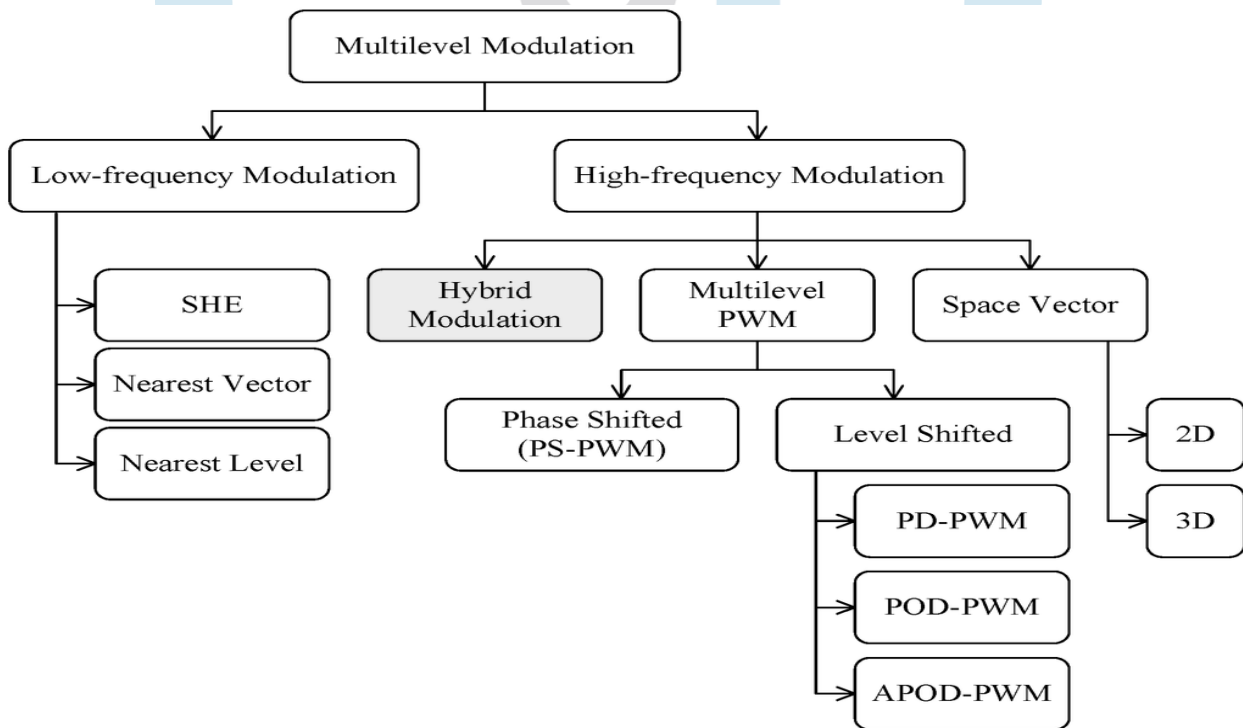 Multilevel Modulation
Low-frequency Modulation
High-frequency Modulation
SHE
Nearest Vector
Nearest Level
Hybrid
Modulation
Multilevel
PWM
Space Vector
Phase Shifted
(PS-PWM)
Level Shifted
2D
3D
PD-PWM
POD-PWM
APOD-PWM